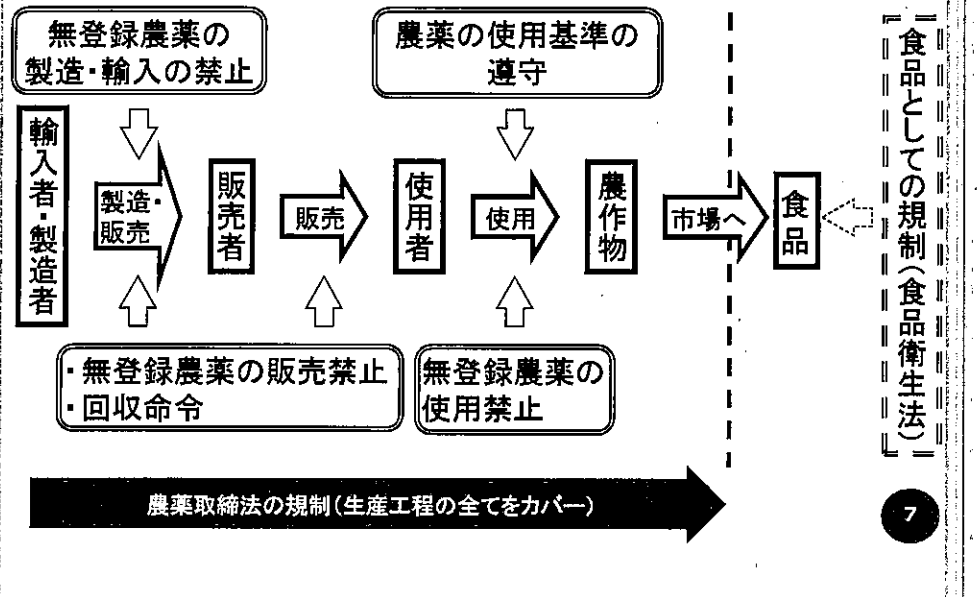 無登録農薬の
製造・輸入の禁止
農薬の使用基準の
遵守
輸入者・製造者
製造・
販売
販売者
販売
使用者
使用
農作物
市場へ
食品
食品としての規制(食品衛生法)
・無登録農薬の販売禁止
・回収命令
無登録農薬の
使用禁止
農薬取締法の規制(生産工程の全てをカバー)
7